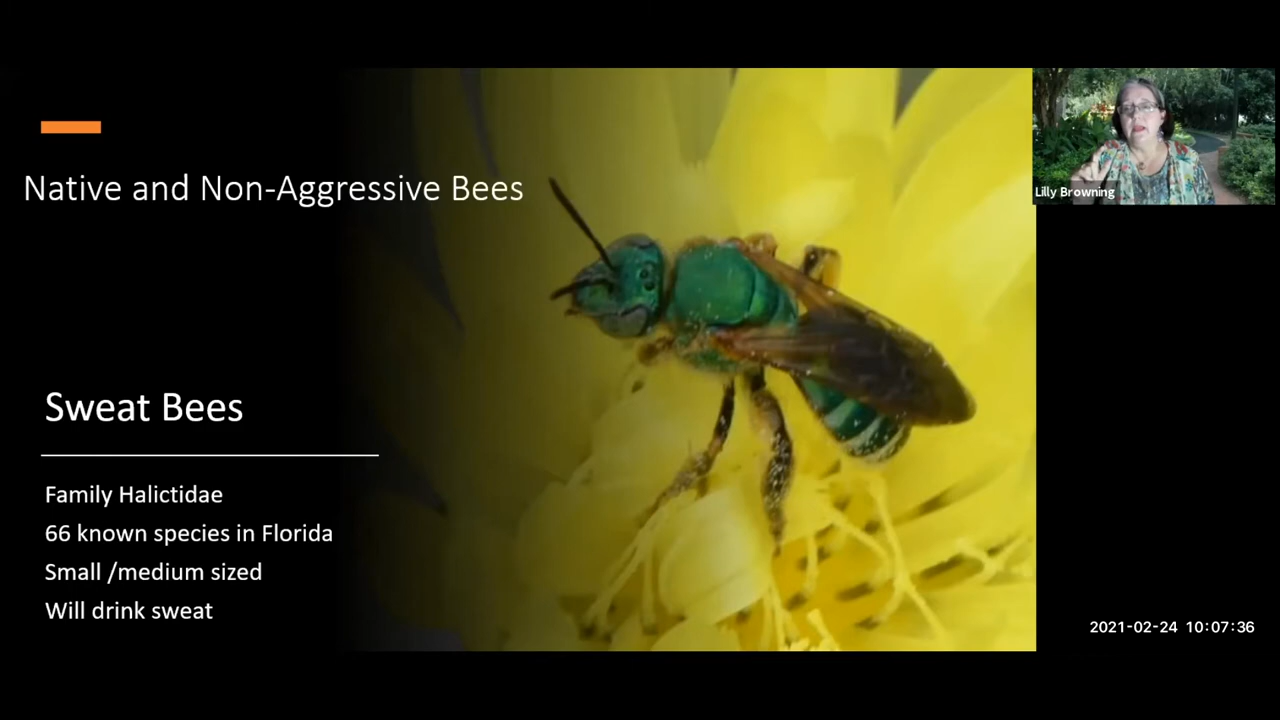 Native and Non-Aggressive Bees
Lilly Browning
Sweat Bees
Family Halictidae
66 known species in Florida
Small /medium sized
Will drink sweat
2021-02-24 10:07:36